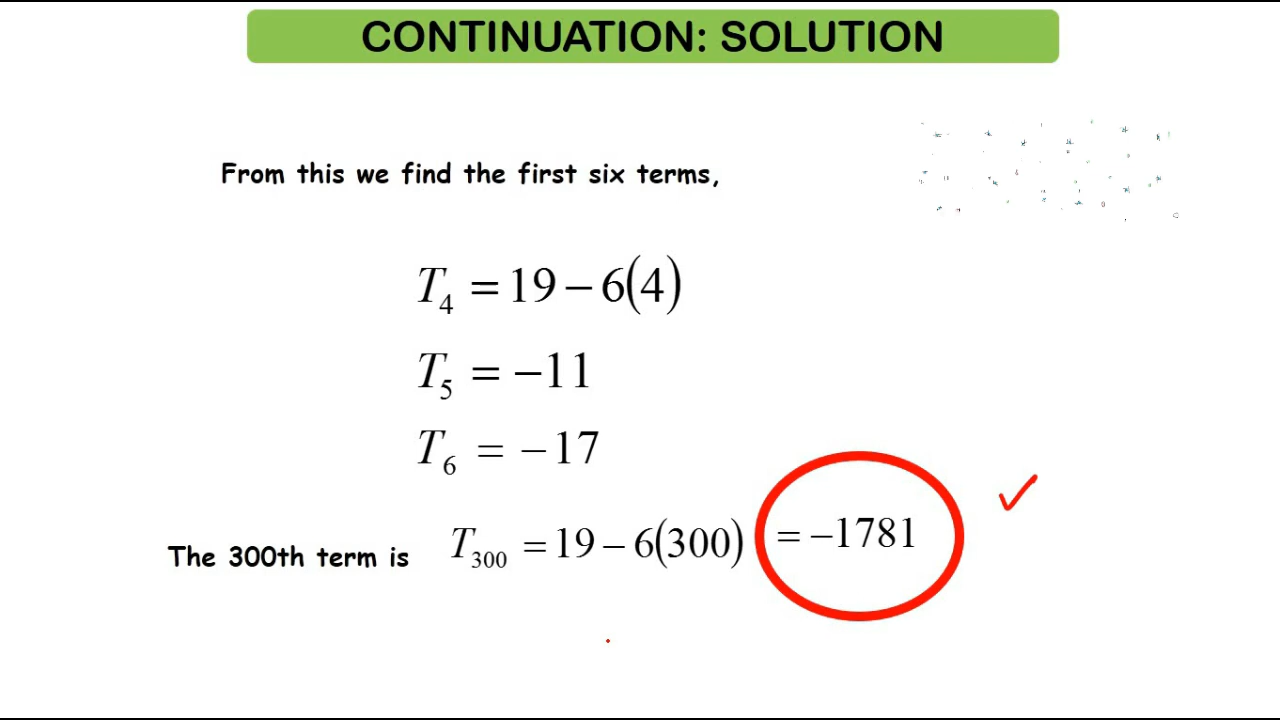 CONTINUATION: SOLUTION
From this we find the first six terms,
T₄ = 19 − 6(4)
T₅ = −11
T₆ = −17
The 300th term is T₃₀₀ = 19 − 6(300) = −1781